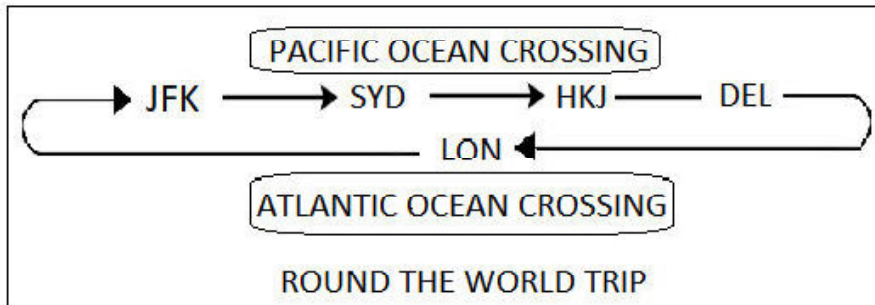 PACIFIC OCEAN CROSSING
JFK SYD HKJ DEL
LON
ATLANTIC OCEAN CROSSING
ROUND THE WORLD TRIP